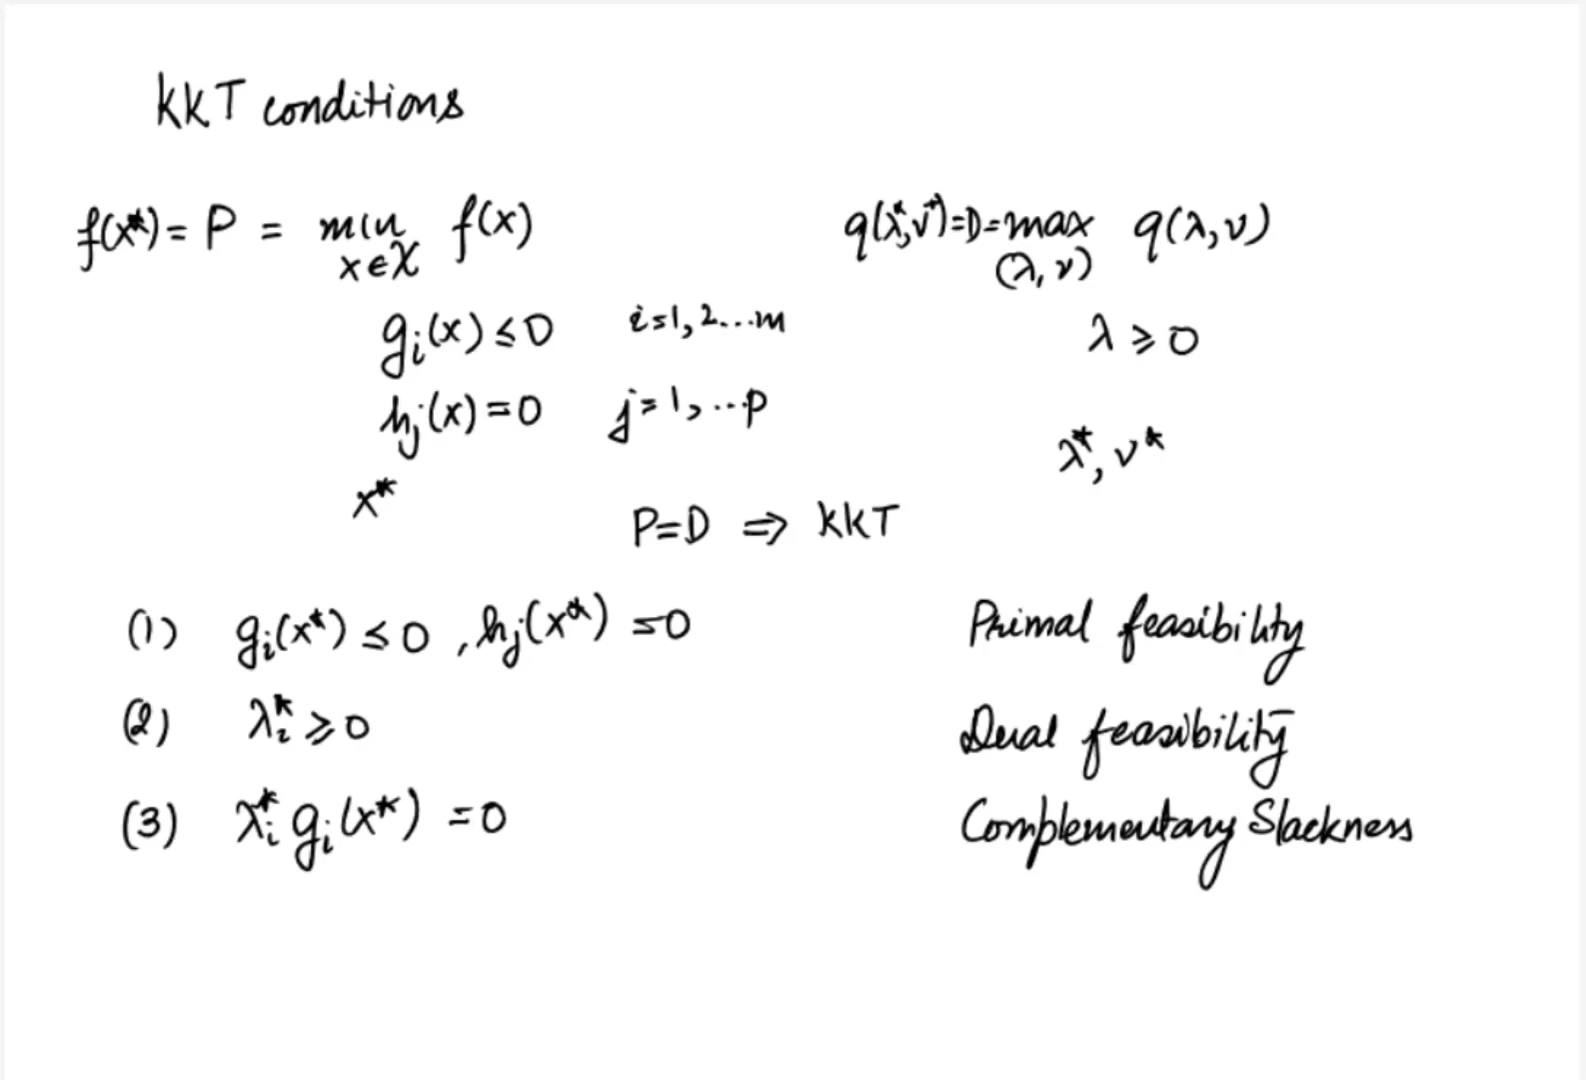 KKT conditions
f(x*) = P = min f(x) q(λ*,ν*)=D=max q(λ,ν)
x∈X (λ,ν)
gᵢ(x) ≤ 0 i=1,2...m λ ≥ 0
hⱼ(x) = 0 j=1,...p
λ*, ν*
x*
P=D ⇒ KKT
(1) gᵢ(x*) ≤ 0 , hⱼ(x*) = 0 Primal feasibility
(2) λᵢ* ≥ 0 Dual feasibility
(3) λᵢ* gᵢ(x*) = 0 Complementary Slackness